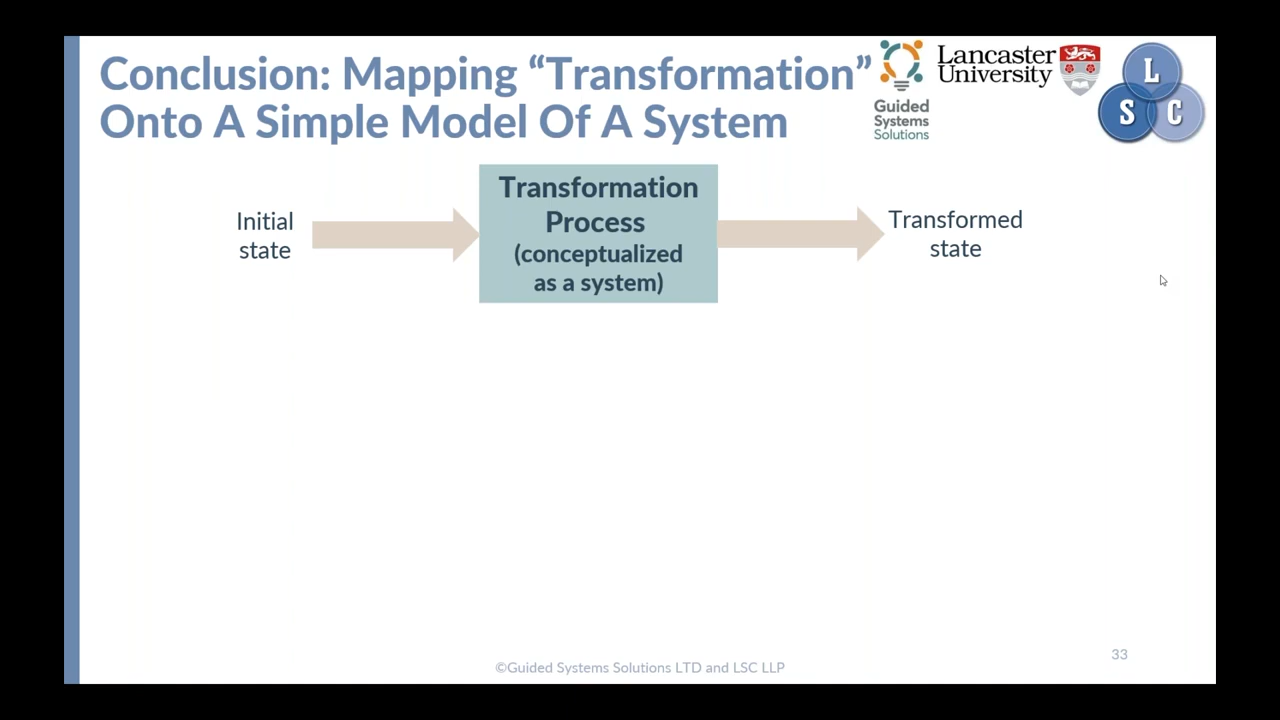 Conclusion: Mapping “Transformation”
Onto A Simple Model Of A System
Guided
Systems
Solutions
Lancaster
University
L
S
C
Initial
state
Transformation
Process
(conceptualized
as a system)
Transformed
state
33
©Guided Systems Solutions LTD and LSC LLP